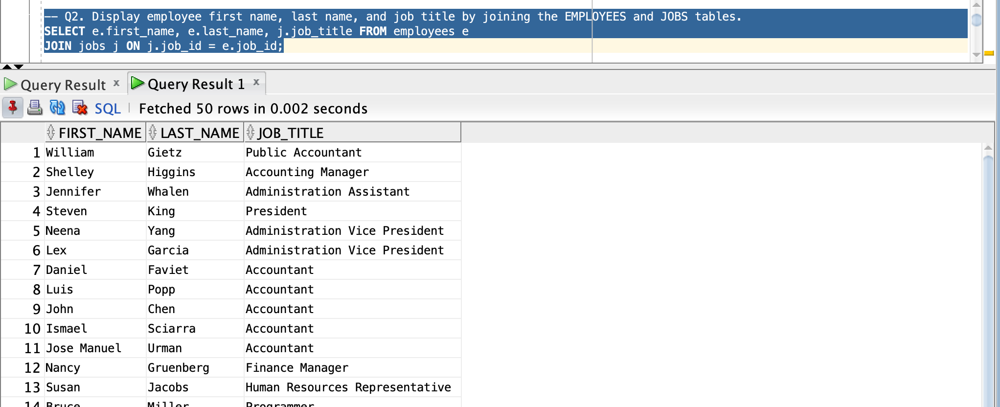 -- Q2. Display employee first name, last name, and job title by joining the EMPLOYEES and JOBS tables.
SELECT e.first_name, e.last_name, j.job_title FROM employees e
JOIN jobs j ON j.job_id = e.job_id;
Query Result x Query Result 1 x
SQL | Fetched 50 rows in 0.002 seconds
FIRST_NAME LAST_NAME JOB_TITLE
1 William Gietz Public Accountant
2 Shelley Higgins Accounting Manager
3 Jennifer Whalen Administration Assistant
4 Steven King President
5 Neena Yang Administration Vice President
6 Lex Garcia Administration Vice President
7 Daniel Faviet Accountant
8 Luis Popp Accountant
9 John Chen Accountant
10 Ismael Sciarra Accountant
11 Jose Manuel Urman Accountant
12 Nancy Gruenberg Finance Manager
13 Susan Jacobs Human Resources Representative
14 Bruce Miller Programmer